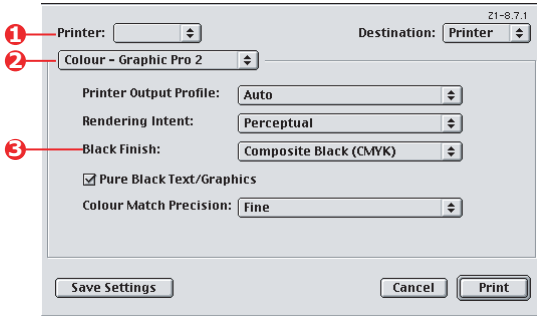 Z1-8.7.1
1 Printer: Destination: Printer
2 Colour - Graphic Pro 2
Printer Output Profile: Auto
Rendering Intent: Perceptual
3 Black Finish: Composite Black (CMYK)
Pure Black Text/Graphics
Colour Match Precision: Fine
Save Settings Cancel Print